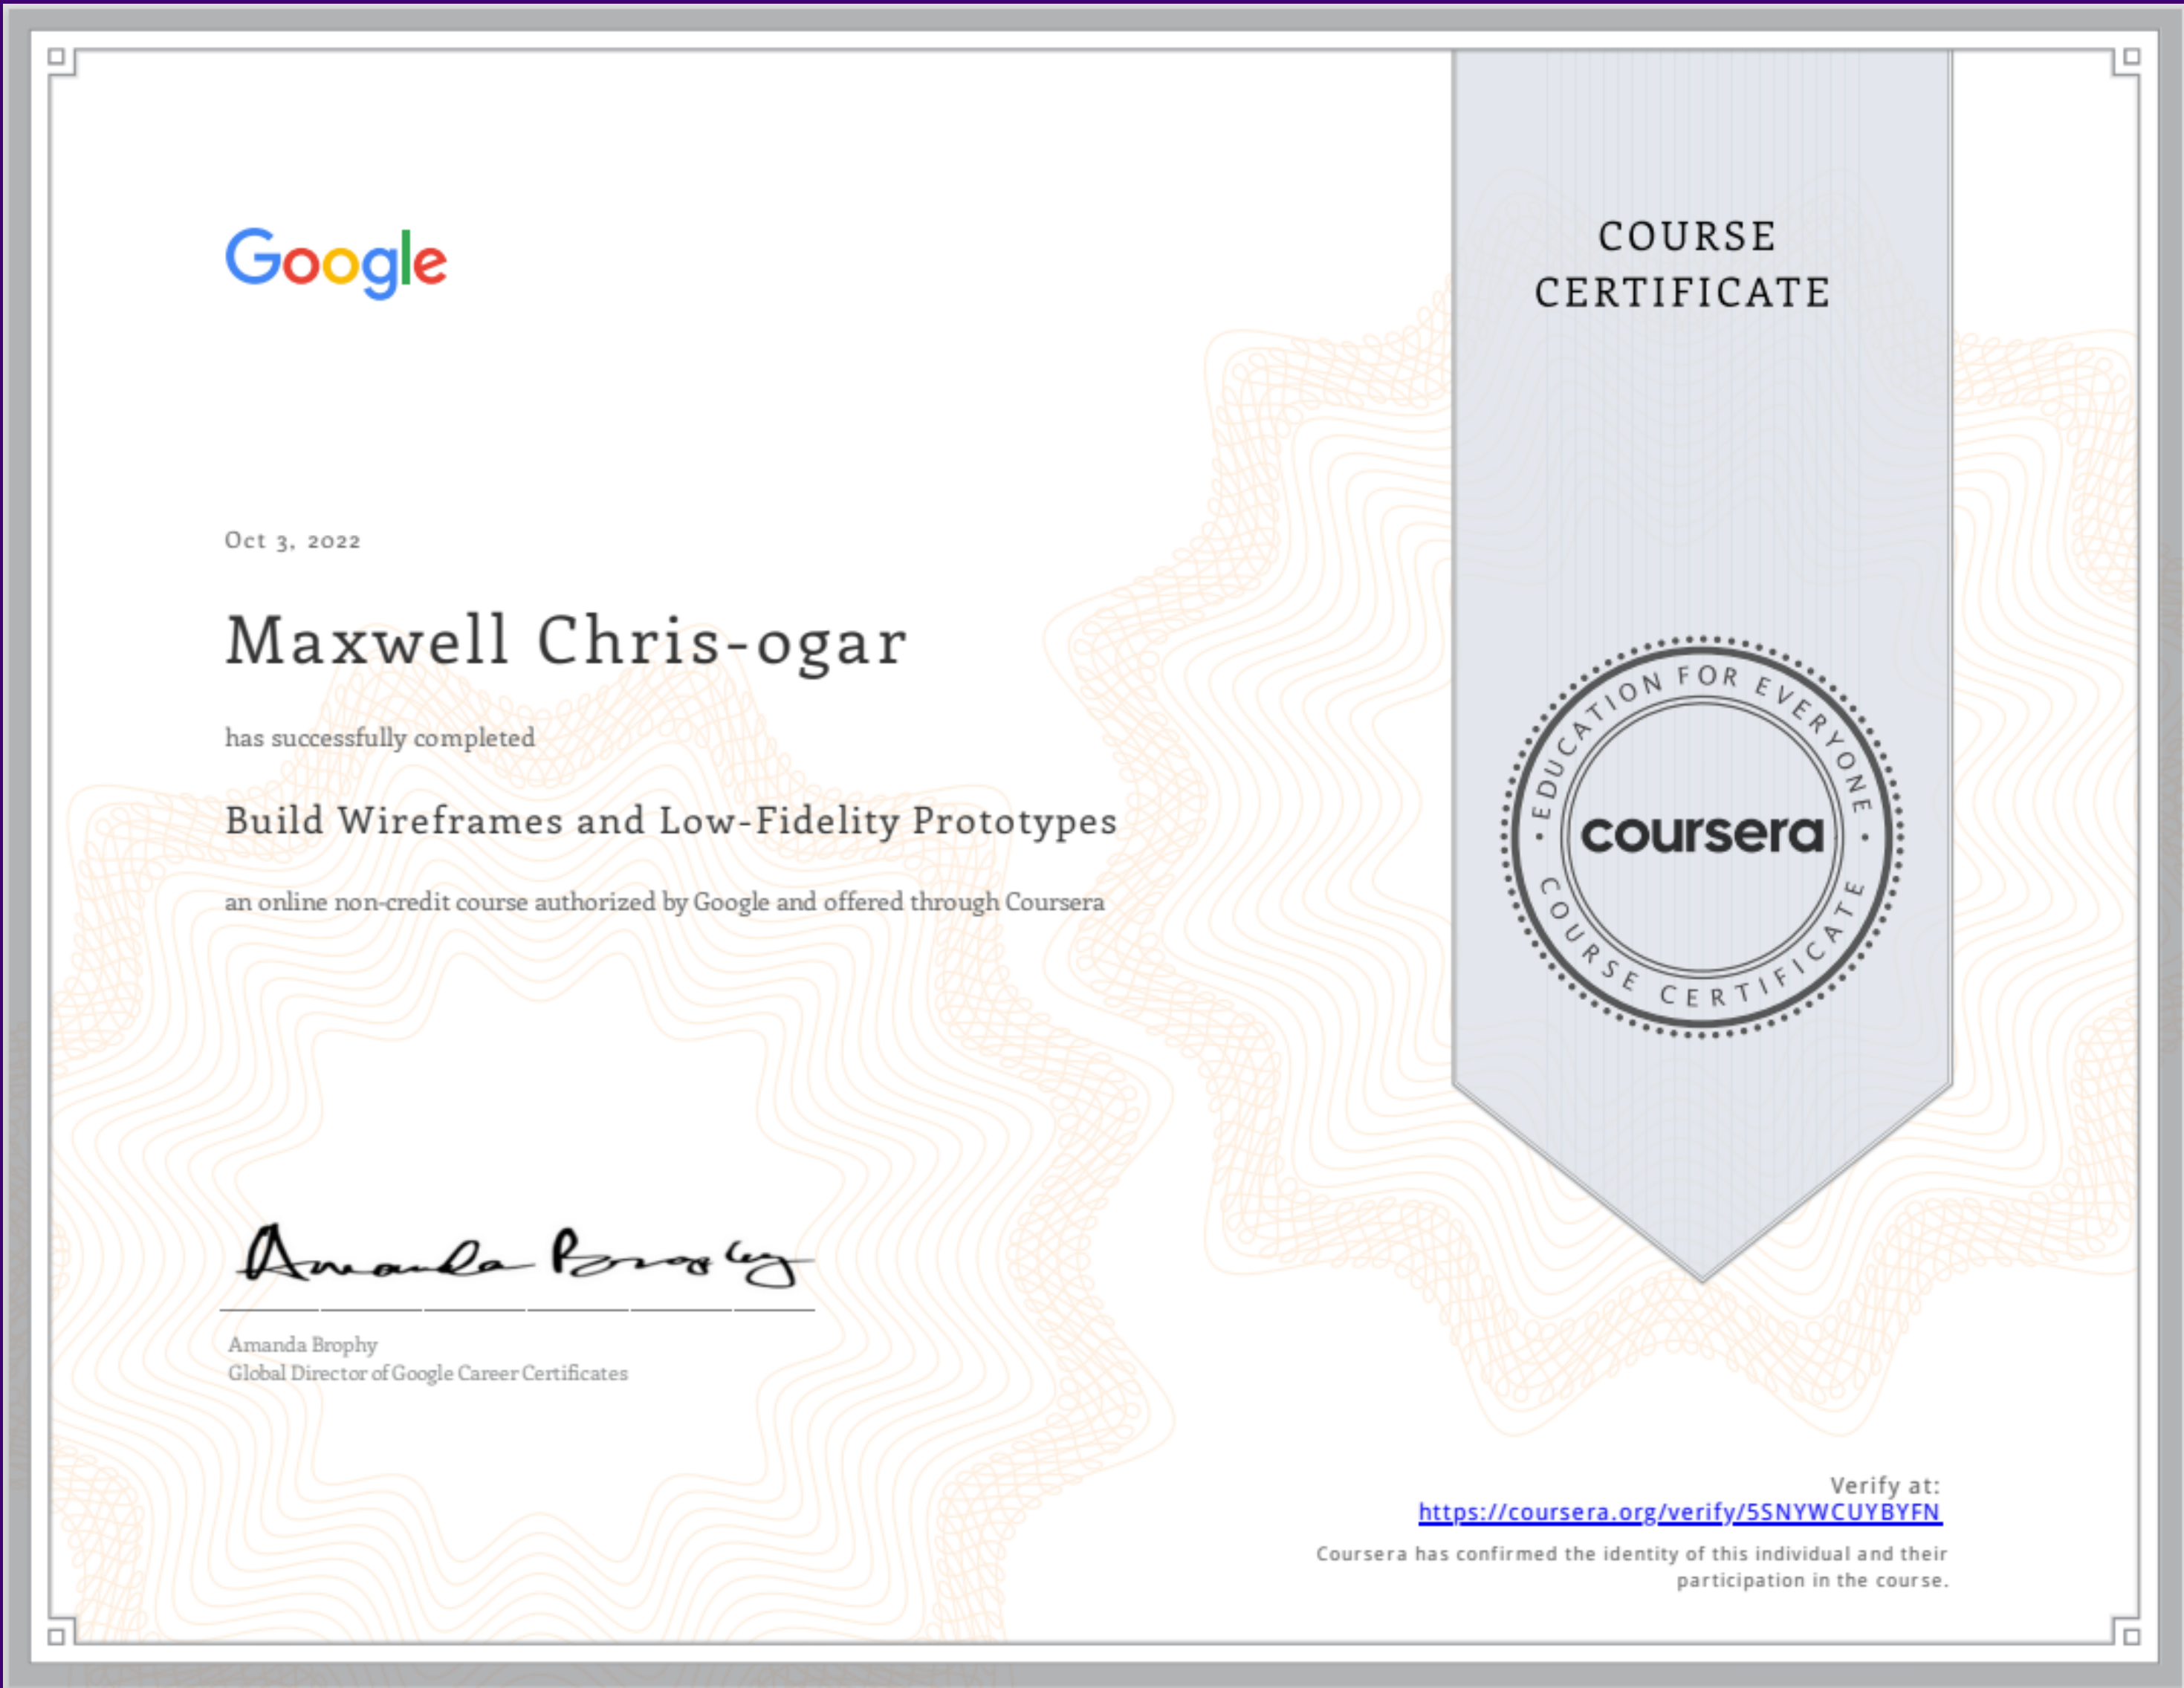 Google
COURSE
CERTIFICATE
Oct 3, 2022
Maxwell Chris-ogar
has successfully completed
Build Wireframes and Low-Fidelity Prototypes
an online non-credit course authorized by Google and offered through Coursera
EDUCATION FOR EVERYONE
coursera
COURSE CERTIFICATE
Amanda Brophy
Amanda Brophy
Global Director of Google Career Certificates
Verify at:
https://coursera.org/verify/5SNYWCUYBYFN
Coursera has confirmed the identity of this individual and their
participation in the course.